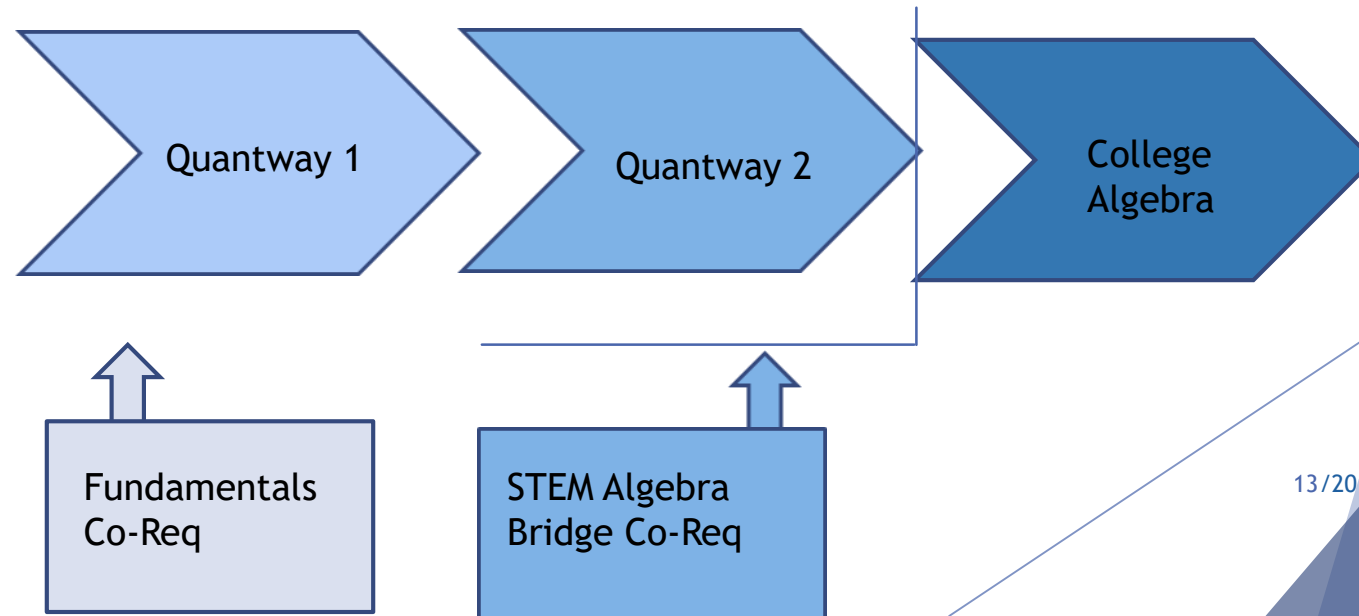 Quantway 1
Quantway 2
College
Algebra
Fundamentals
Co-Req
STEM Algebra
Bridge Co-Req
13/20